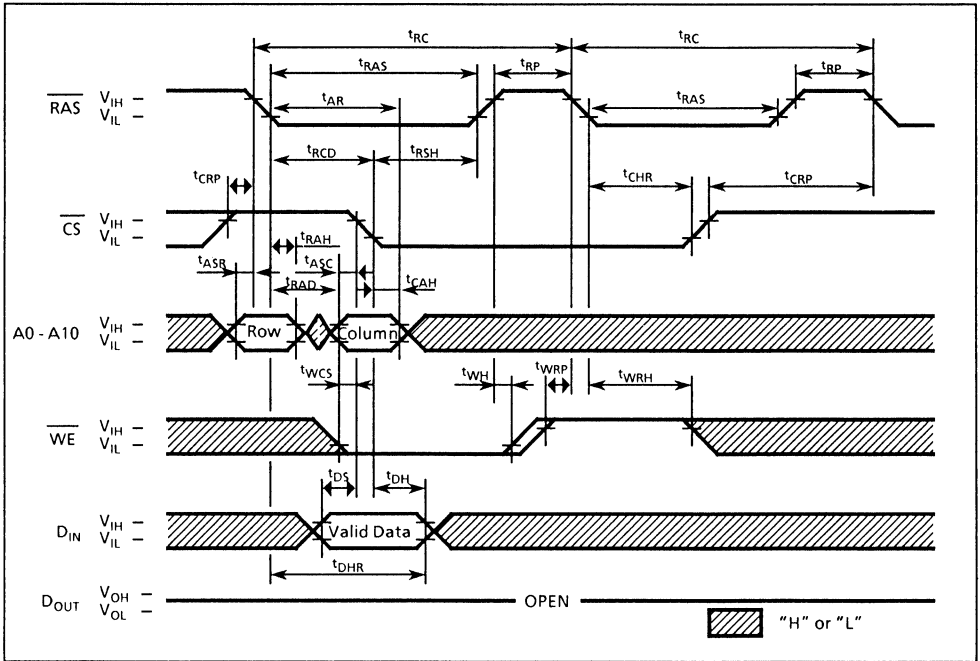 tRC tRC
tRAS tRP tRP
RAS VIH VIL tAR tRAS
tRCD tRSH
tCRP tCHR tCRP
CS VIH VIL
tRAH
tASR tASC
tRAD tCAH
A0 - A10 VIH VIL Row Column
tWCS tWH tWRP tWRH
WE VIH VIL
tDS tDH
DIN VIH VIL Valid Data
tDHR
DOUT VOH VOL OPEN
"H" or "L"